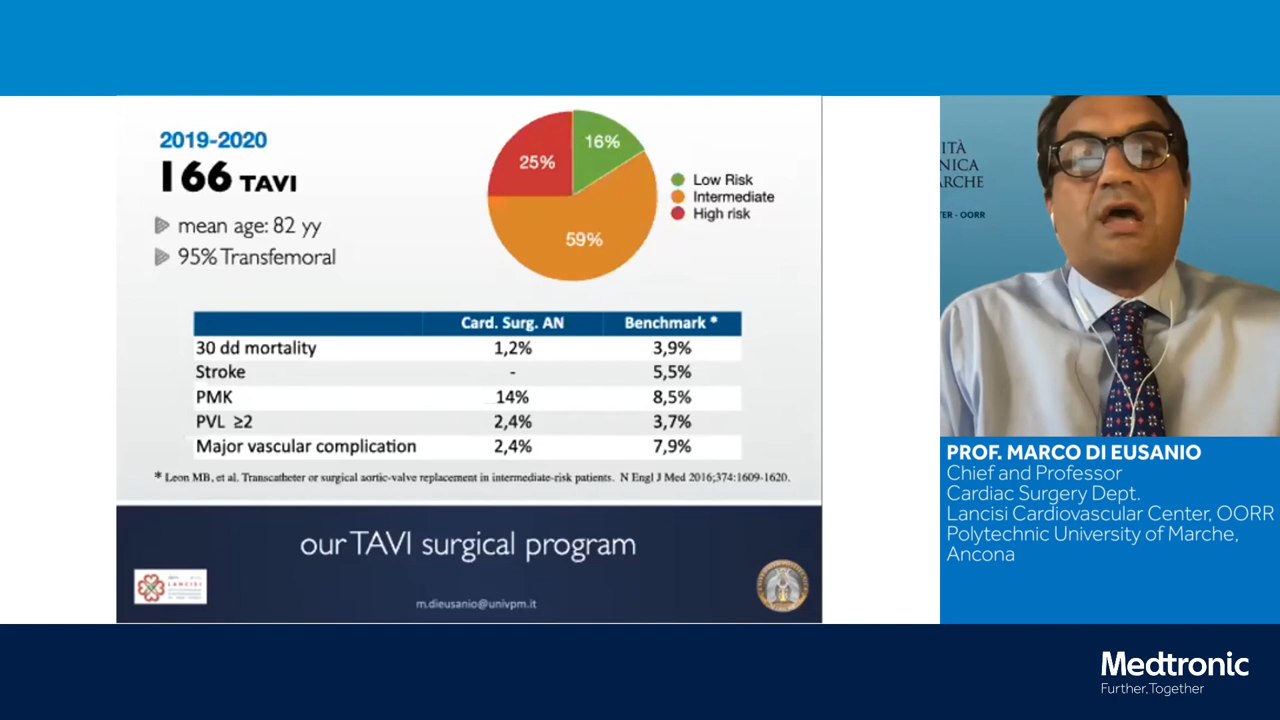 2019-2020
166 TAVI
mean age: 82 yy
95% Transfemoral
16%
25%
59%
Low Risk
Intermediate
High risk
Card. Surg. AN Benchmark *
30 dd mortality 1,2% 3,9%
Stroke - 5,5%
PMK 14% 8,5%
PVL ≥2 2,4% 3,7%
Major vascular complication 2,4% 7,9%
* Leon MB, et al. Transcatheter or surgical aortic-valve replacement in intermediate-risk patients. N Engl J Med 2016;374:1609-1620.
our TAVI surgical program
LANCISI
m.dieusanio@univpm.it
ITÀ
NICA
ARCHE
TER - OORR
PROF. MARCO DI EUSANIO
Chief and Professor
Cardiac Surgery Dept.
Lancisi Cardiovascular Center, OORR
Polytechnic University of Marche,
Ancona
Medtronic
Further,Together